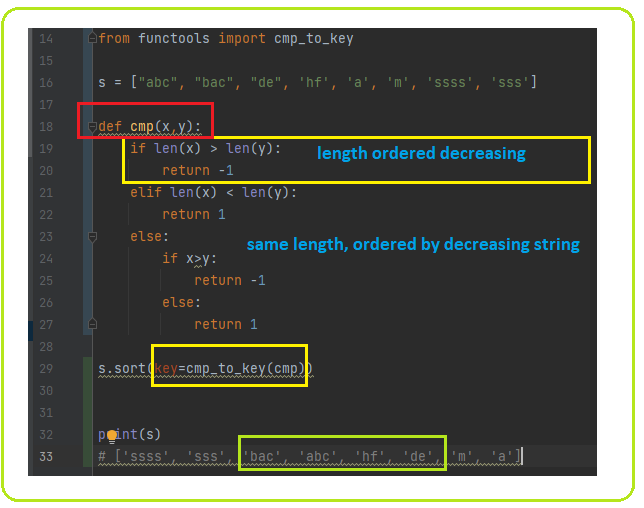 14 from functools import cmp_to_key
15
16 s = ["abc", "bac", "de", 'hf', 'a', 'm', 'ssss', 'sss']
17
18 def cmp(x,y):
19 if len(x) > len(y): length ordered decreasing
20 return -1
21 elif len(x) < len(y):
22 return 1
23 else: same length, ordered by decreasing string
24 if x>y:
25 return -1
26 else:
27 return 1
28
29 s.sort(key=cmp_to_key(cmp))
30
31
32 print(s)
33 # ['ssss', 'sss', 'bac', 'abc', 'hf', 'de', 'm', 'a']